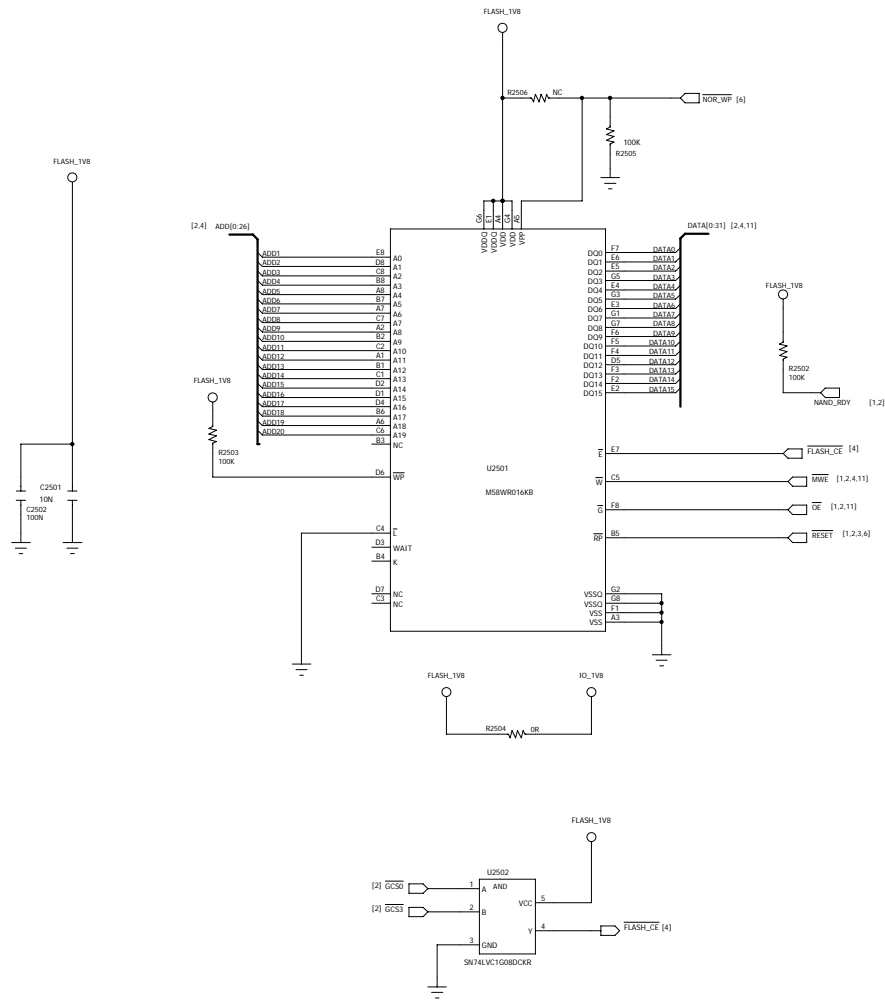 FLASH_1V8
R2506 NC
NOR_WP [6]
100K
R2505
FLASH_1V8
[2,4] ADD[0:26]
G6 E1 A4 G4 A5
VDDQ VDDQ VDD VDD VPP
DATA[0:31] [2,4,11]
ADD1 E8 A0
ADD2 D8 A1
ADD3 C8 A2
ADD4 B8 A3
ADD5 A8 A4
ADD6 B7 A5
ADD7 A7 A6
ADD8 C7 A7
ADD9 A2 A8
ADD10 B2 A9
ADD11 C2 A10
ADD12 A1 A11
ADD13 B1 A12
ADD14 C1 A13
ADD15 D2 A14
ADD16 D1 A15
ADD17 D4 A16
ADD18 B6 A17
ADD19 A6 A18
ADD20 C6 A19
B3 NC
DQ0 F7 DATA0
DQ1 E6 DATA1
DQ2 E5 DATA2
DQ3 G5 DATA3
DQ4 E4 DATA4
DQ5 G3 DATA5
DQ6 E3 DATA6
DQ7 G1 DATA7
DQ8 G7 DATA8
DQ9 F6 DATA9
DQ10 F5 DATA10
DQ11 F4 DATA11
DQ12 D5 DATA12
DQ13 F3 DATA13
DQ14 F2 DATA14
DQ15 E2 DATA15
FLASH_1V8
R2502
100K
NAND_RDY [1,2]
FLASH_1V8
R2503
100K
D6 WP
U2501
M58WR016KB
E E7 FLASH_CE [4]
W C5 MWE [1,2,4,11]
G F8 OE [1,2,11]
RP B5 RESET [1,2,3,6]
C2501
10N
C2502
100N
C4 L
D3 WAIT
B4 K
D7 NC
C3 NC
VSSQ G2
VSSQ G8
VSS F1
VSS A3
FLASH_1V8 IO_1V8
R2504 0R
FLASH_1V8
U2502
[2] GCS0 1 A AND
[2] GCS3 2 B
VCC 5
Y 4 FLASH_CE [4]
3 GND
SN74LVC1G08DCKR